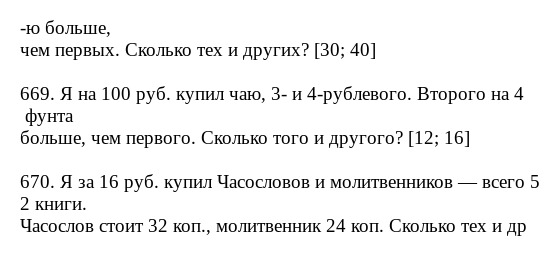 -ю больше,
чем первых. Сколько тех и других? [30; 40]
669. Я на 100 руб. купил чаю, 3- и 4-рублевого. Второго на 4
фунта
больше, чем первого. Сколько того и другого? [12; 16]
670. Я за 16 руб. купил Часословов и молитвенников — всего 5
2 книги.
Часослов стоит 32 коп., молитвенник 24 коп. Сколько тех и др